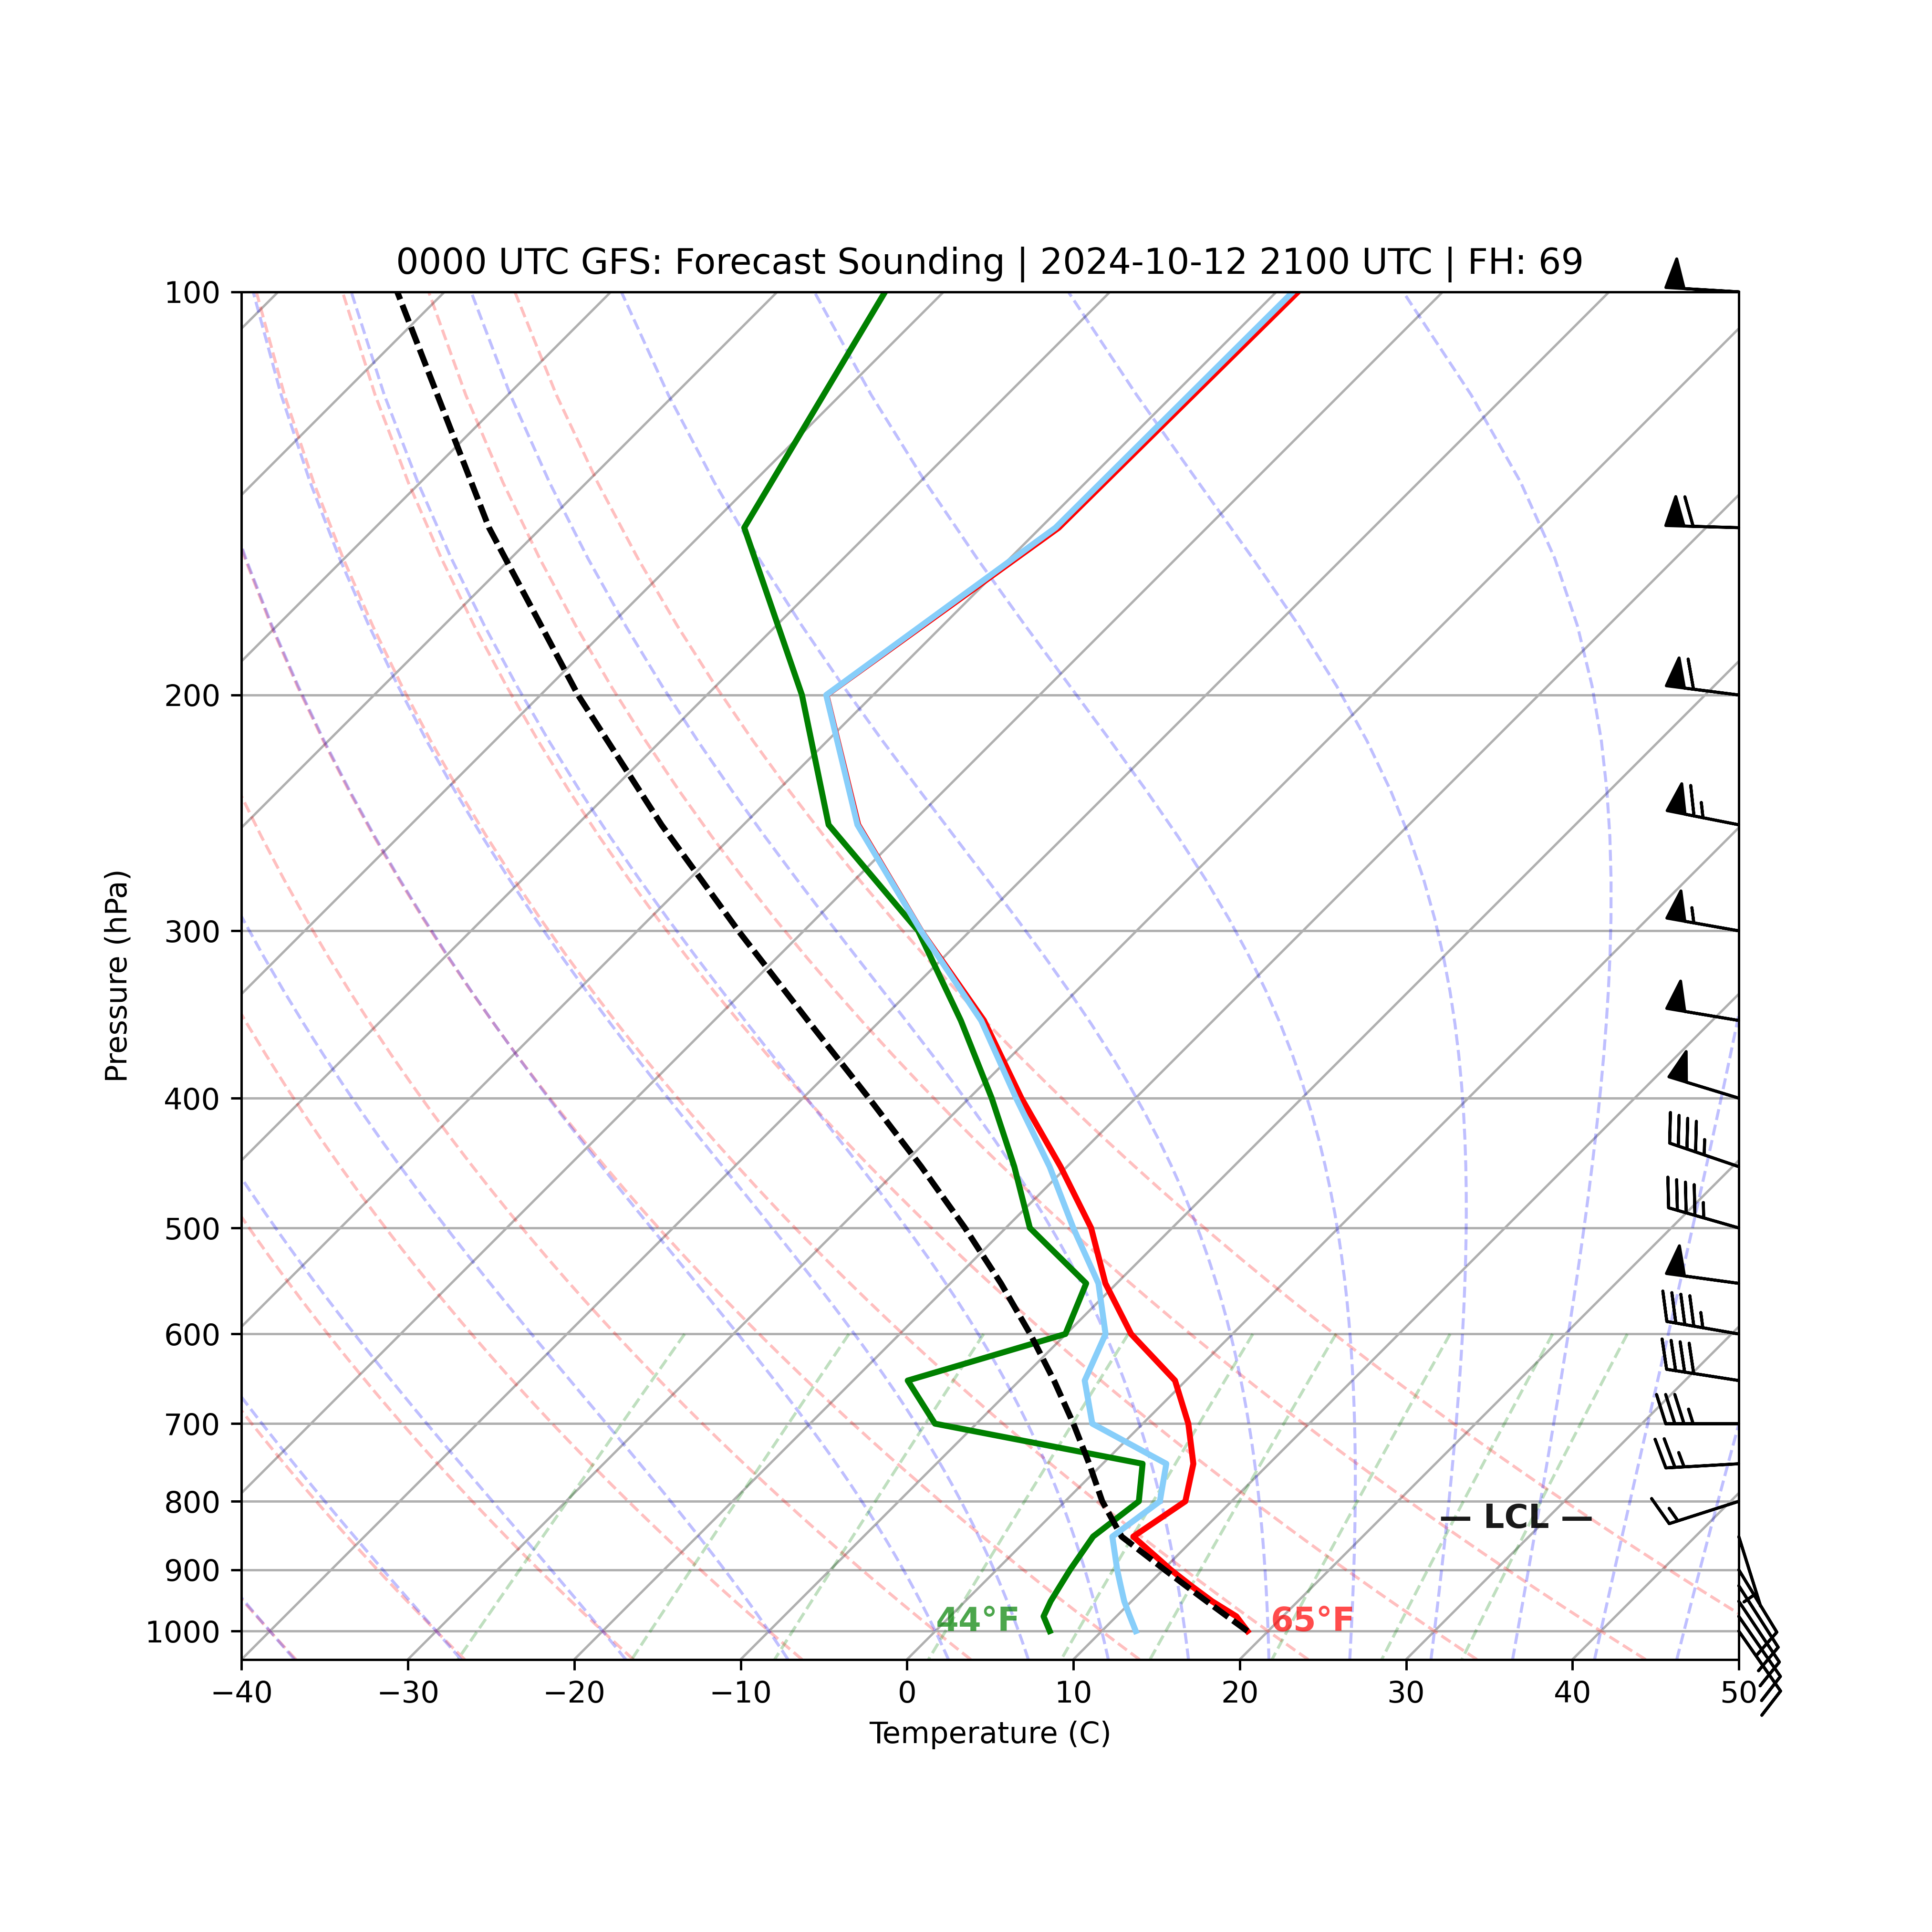 0000 UTC GFS: Forecast Sounding | 2024-10-12 2100 UTC | FH: 69
100
200
300
400
500
600
700
800
900
1000
Pressure (hPa)
— LCL —
44°F
65°F
−40 −30 −20 −10 0 10 20 30 40 50
Temperature (C)